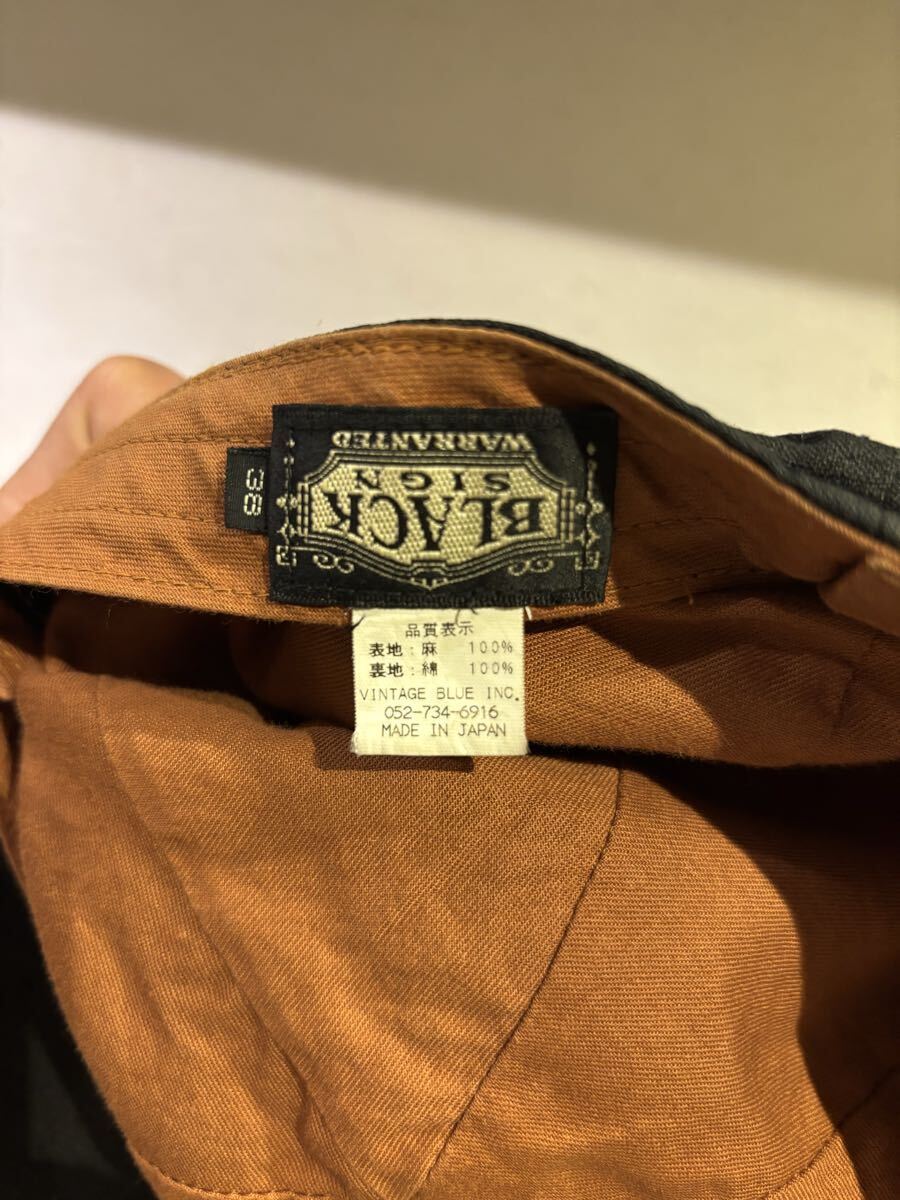 BLACK
SIGN
WARRANTED
38
品質表示
表地：麻 100%
裏地：綿 100%
VINTAGE BLUE INC.
052-734-6916
MADE IN JAPAN